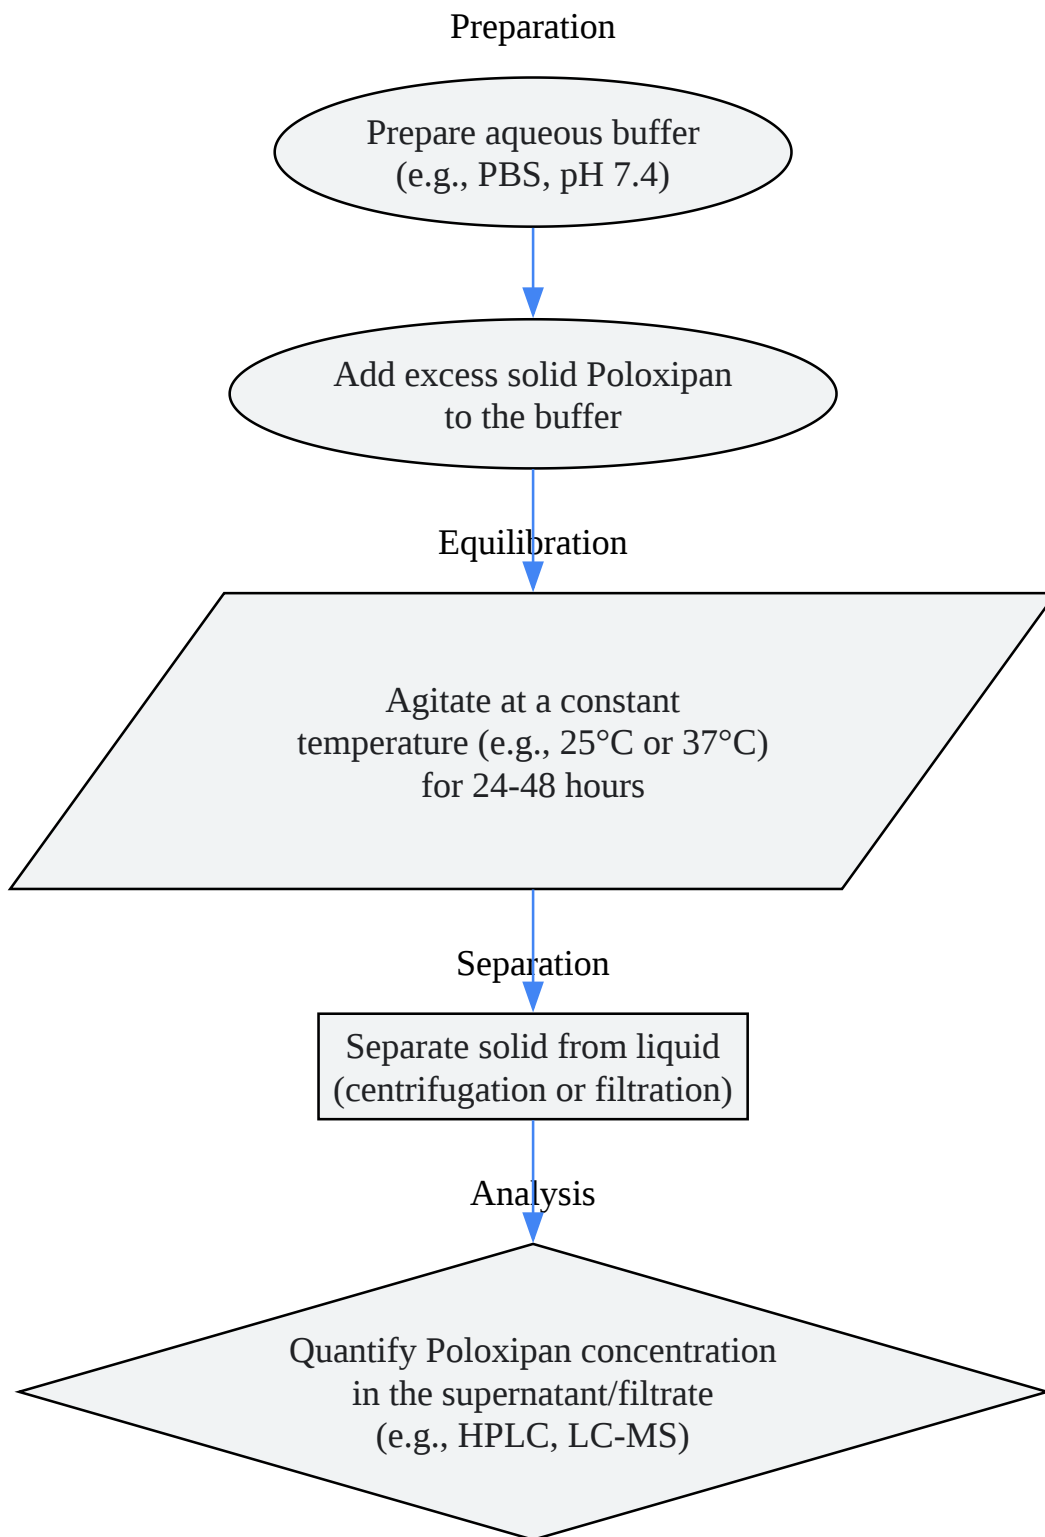 Preparation
Prepare aqueous buffer
(e.g., PBS, pH 7.4)
Add excess solid Poloxipan
to the buffer
Equilibration
Agitate at a constant
temperature (e.g., 25°C or 37°C)
for 24-48 hours
Separation
Separate solid from liquid
(centrifugation or filtration)
Analysis
Quantify Poloxipan concentration
in the supernatant/filtrate
(e.g., HPLC, LC-MS)